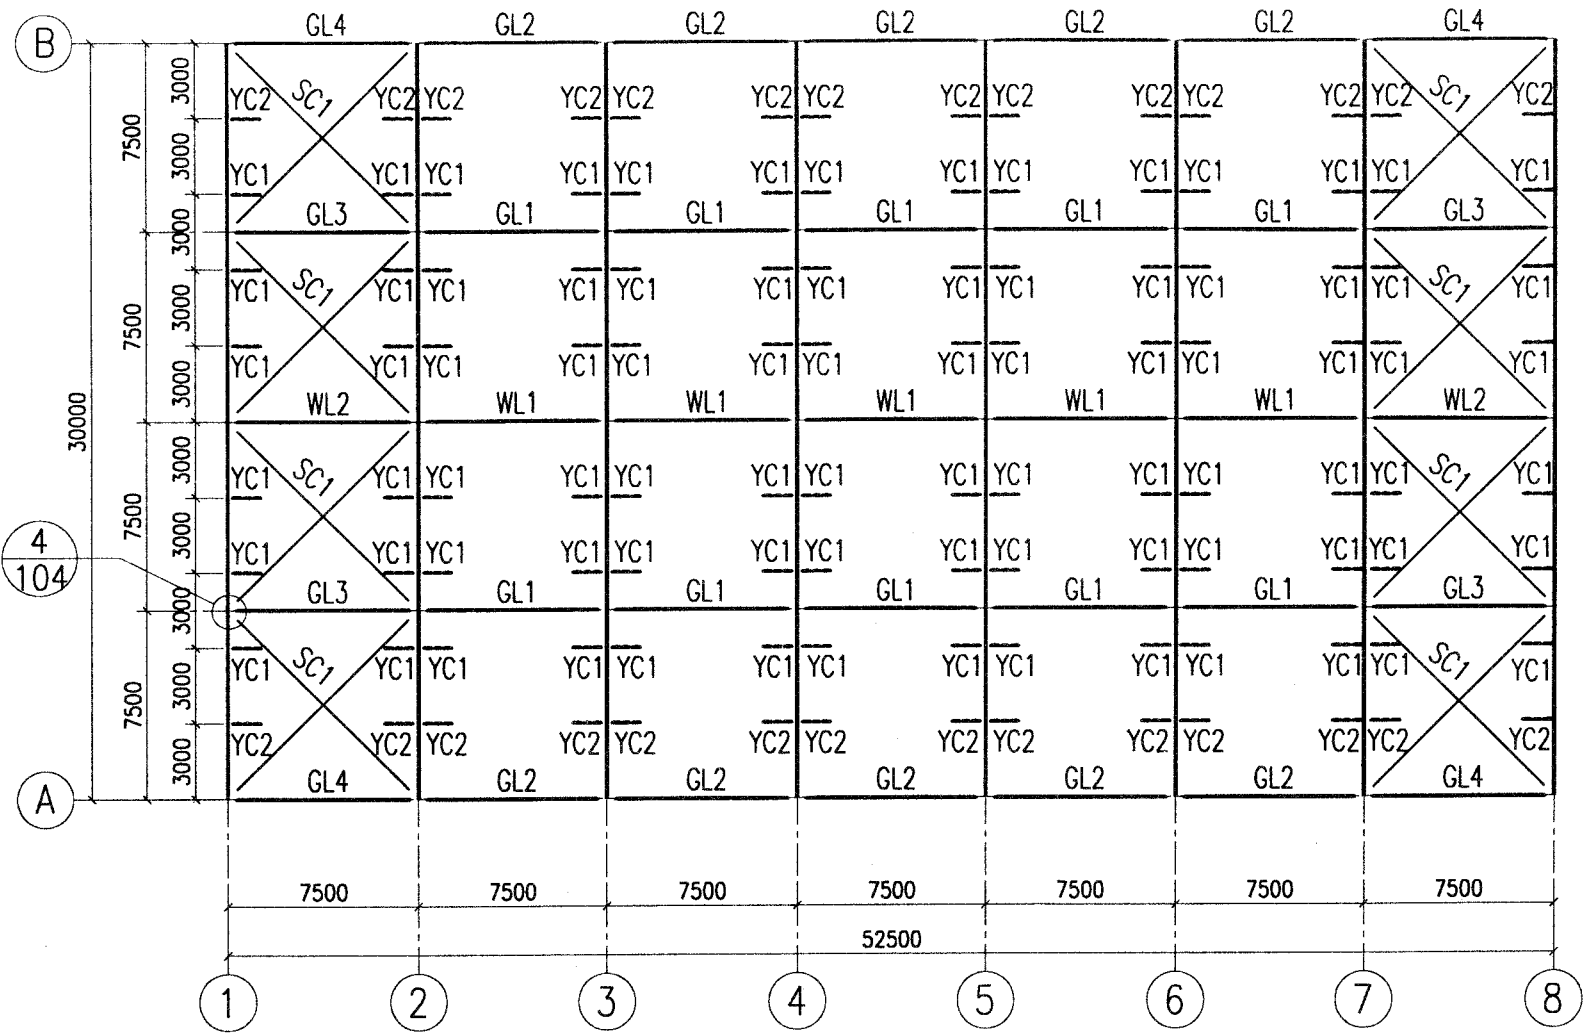 GL4 GL2 GL2 GL2 GL2 GL2 GL4
B
3000 YC2 SC1 YC2 YC2 YC2 YC2 YC2 YC2 YC2 YC2 YC2 YC2 YC2 YC2 SC1 YC2
7500
3000 YC1 YC1 YC1 YC1 YC1 YC1 YC1 YC1 YC1 YC1 YC1 YC1 YC1 YC1
3000 GL3 GL1 GL1 GL1 GL1 GL1 GL3
YC1 SC1 YC1 YC1 YC1 YC1 YC1 YC1 YC1 YC1 YC1 YC1 YC1 YC1 SC1 YC1
7500 3000
YC1 YC1 YC1 YC1 YC1 YC1 YC1 YC1 YC1 YC1 YC1 YC1 YC1 YC1
3000 WL2 WL1 WL1 WL1 WL1 WL1 WL2
30000
3000 YC1 SC1 YC1 YC1 YC1 YC1 YC1 YC1 YC1 YC1 YC1 YC1 YC1 YC1 SC1 YC1
7500
3000 YC1 YC1 YC1 YC1 YC1 YC1 YC1 YC1 YC1 YC1 YC1 YC1 YC1 YC1
4
104
3000 GL3 GL1 GL1 GL1 GL1 GL1 GL3
YC1 SC1 YC1 YC1 YC1 YC1 YC1 YC1 YC1 YC1 YC1 YC1 YC1 YC1 SC1 YC1
7500 3000
YC2 YC2 YC2 YC2 YC2 YC2 YC2 YC2 YC2 YC2 YC2 YC2 YC2 YC2
3000 GL4 GL2 GL2 GL2 GL2 GL2 GL4
A
7500 7500 7500 7500 7500 7500 7500
52500
1 2 3 4 5 6 7 8